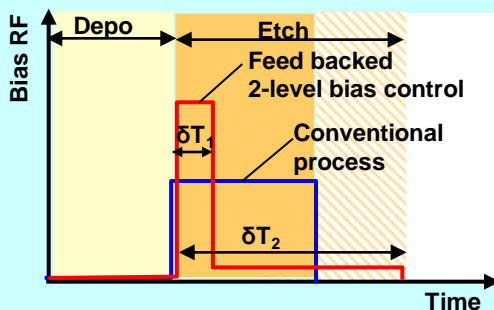 Depo
Etch
Bias RF
Feed backed
2-level bias control
δT1
Conventional
process
δT2
Time